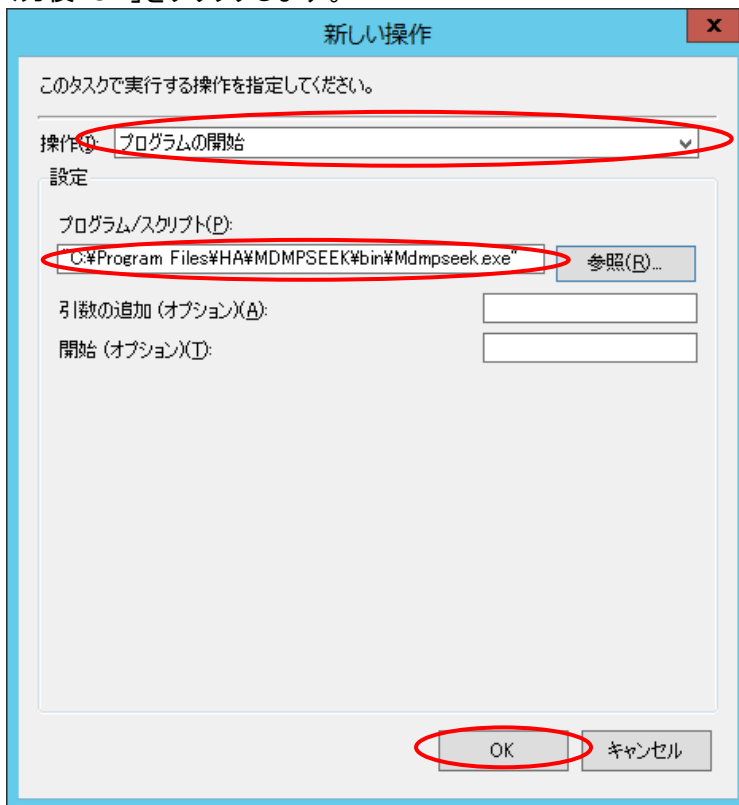 新しい操作
x
このタスクで実行する操作を指定してください。
操作(I): プログラムの開始
設定
プログラム/スクリプト(P):
"C:¥Program Files¥HA¥MDMPSEEK¥bin¥Mdmpseek.exe" 参照(R)...
引数の追加 (オプション)(A):
開始 (オプション)(T):
OK キャンセル